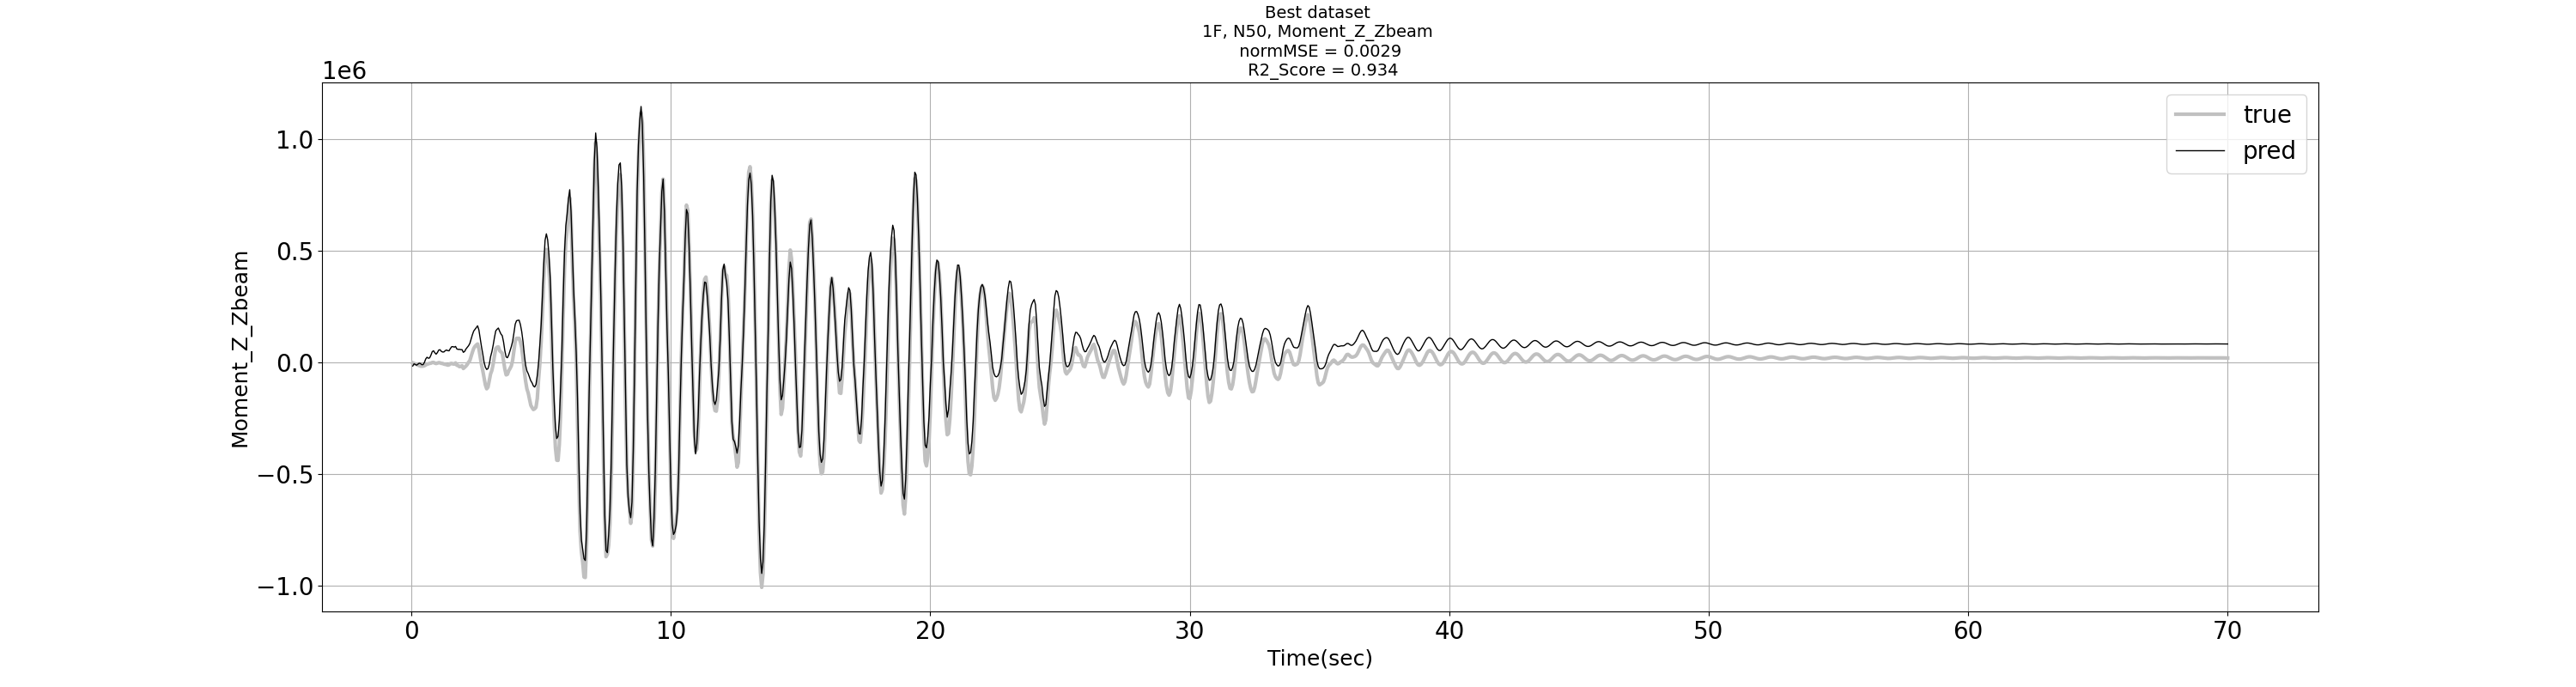 Best dataset
1F, N50, Moment_Z_Zbeam
normMSE = 0.0029
R2_Score = 0.934
1e6
true
pred
1.0
0.5
0.0
−0.5
−1.0
Moment_Z_Zbeam
0 10 20 30 40 50 60 70
Time(sec)